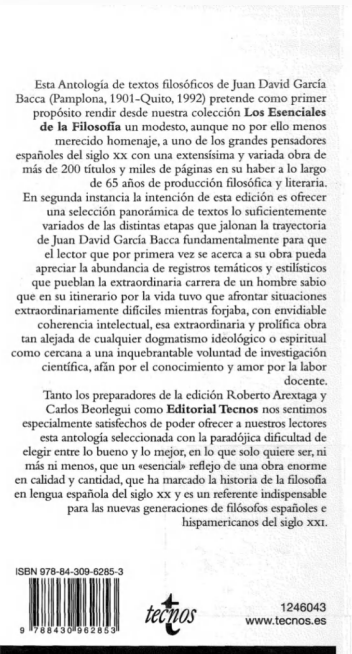 Esta Antología de textos filosóficos de Juan David García
Bacca (Pamplona, 1901-Quito, 1992) pretende como primer
propósito rendir desde nuestra colección Los Esenciales
de la Filosofía un modesto, aunque no por ello menos
merecido homenaje, a uno de los grandes pensadores
españoles del siglo XX con una extensísima y variada obra de
más de 200 títulos y miles de páginas en su haber a lo largo
de 65 años de producción filosófica y literaria.
En segunda instancia la intención de esta edición es ofrecer
una selección panorámica de textos lo suficientemente
variados de las distintas etapas que jalonan la trayectoria
de Juan David García Bacca fundamentalmente para que
el lector que por primera vez se acerca a su obra pueda
apreciar la abundancia de registros temáticos y estilísticos
que pueblan la extraordinaria carrera de un hombre sabio
que en su itinerario por la vida tuvo que afrontar situaciones
extraordinariamente difíciles mientras forjaba, con envidiable
coherencia intelectual, esa extraordinaria y prolífica obra
tan alejada de cualquier dogmatismo ideológico o espiritual
como cercana a una inquebrantable voluntad de investigación
científica, afán por el conocimiento y amor por la labor
docente.
Tanto los preparadores de la edición Roberto Arextaga y
Carlos Beorlegui como Editorial Tecnos nos sentimos
especialmente satisfechos de poder ofrecer a nuestros lectores
esta antología seleccionada con la paradójica dificultad de
elegir entre lo bueno y lo mejor, en lo que solo quiere ser, ni
más ni menos, que un «esencial» reflejo de una obra enorme
en calidad y cantidad, que ha marcado la historia de la filosofía
en lengua española del siglo XX y es un referente indispensable
para las nuevas generaciones de filósofos españoles e
hispamericanos del siglo XXI.
ISBN 978-84-309-6285-3
9 788430 962853
tecnos
1246043
www.tecnos.es